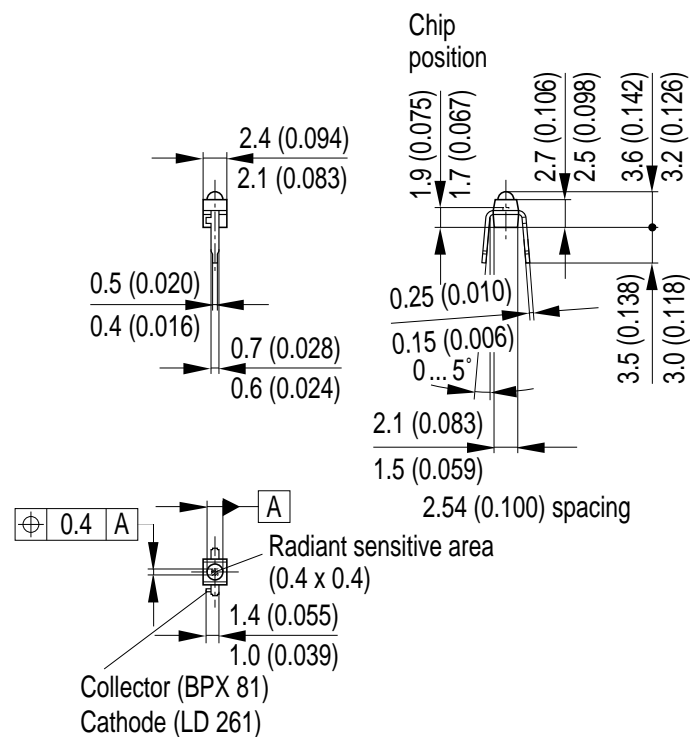 Chip
position
2.4 (0.094)
2.1 (0.083)
1.9 (0.075)
1.7 (0.067)
2.7 (0.106)
2.5 (0.098)
3.6 (0.142)
3.2 (0.126)
0.5 (0.020)
0.4 (0.016)
0.7 (0.028)
0.6 (0.024)
0.25 (0.010)
0.15 (0.006)
0 ... 5°
3.5 (0.138)
3.0 (0.118)
2.1 (0.083)
1.5 (0.059)
2.54 (0.100) spacing
A
0.4 A
Radiant sensitive area
(0.4 x 0.4)
1.4 (0.055)
1.0 (0.039)
Collector (BPX 81)
Cathode (LD 261)